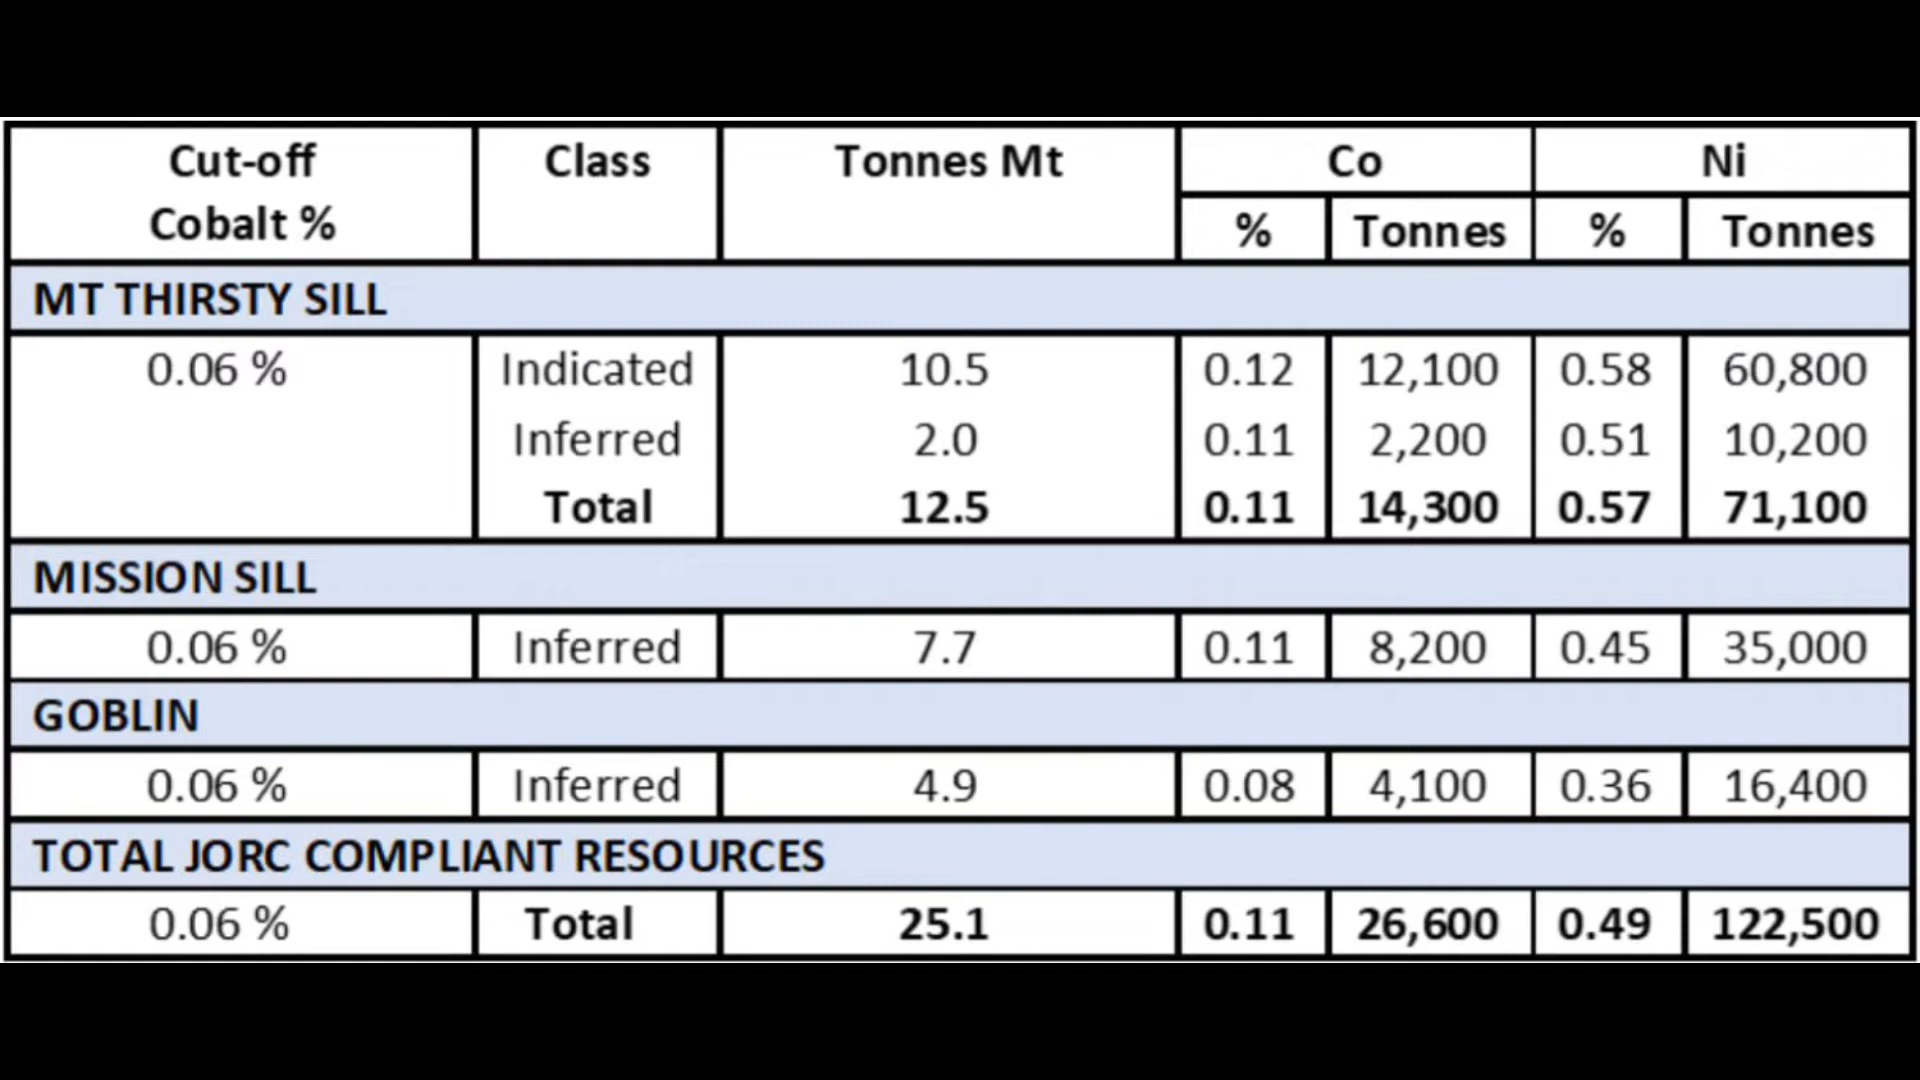 Cut-off Class Tonnes Mt Co Ni
Cobalt % % Tonnes % Tonnes
MT THIRSTY SILL
0.06 % Indicated 10.5 0.12 12,100 0.58 60,800
Inferred 2.0 0.11 2,200 0.51 10,200
Total 12.5 0.11 14,300 0.57 71,100
MISSION SILL
0.06 % Inferred 7.7 0.11 8,200 0.45 35,000
GOBLIN
0.06 % Inferred 4.9 0.08 4,100 0.36 16,400
TOTAL JORC COMPLIANT RESOURCES
0.06 % Total 25.1 0.11 26,600 0.49 122,500